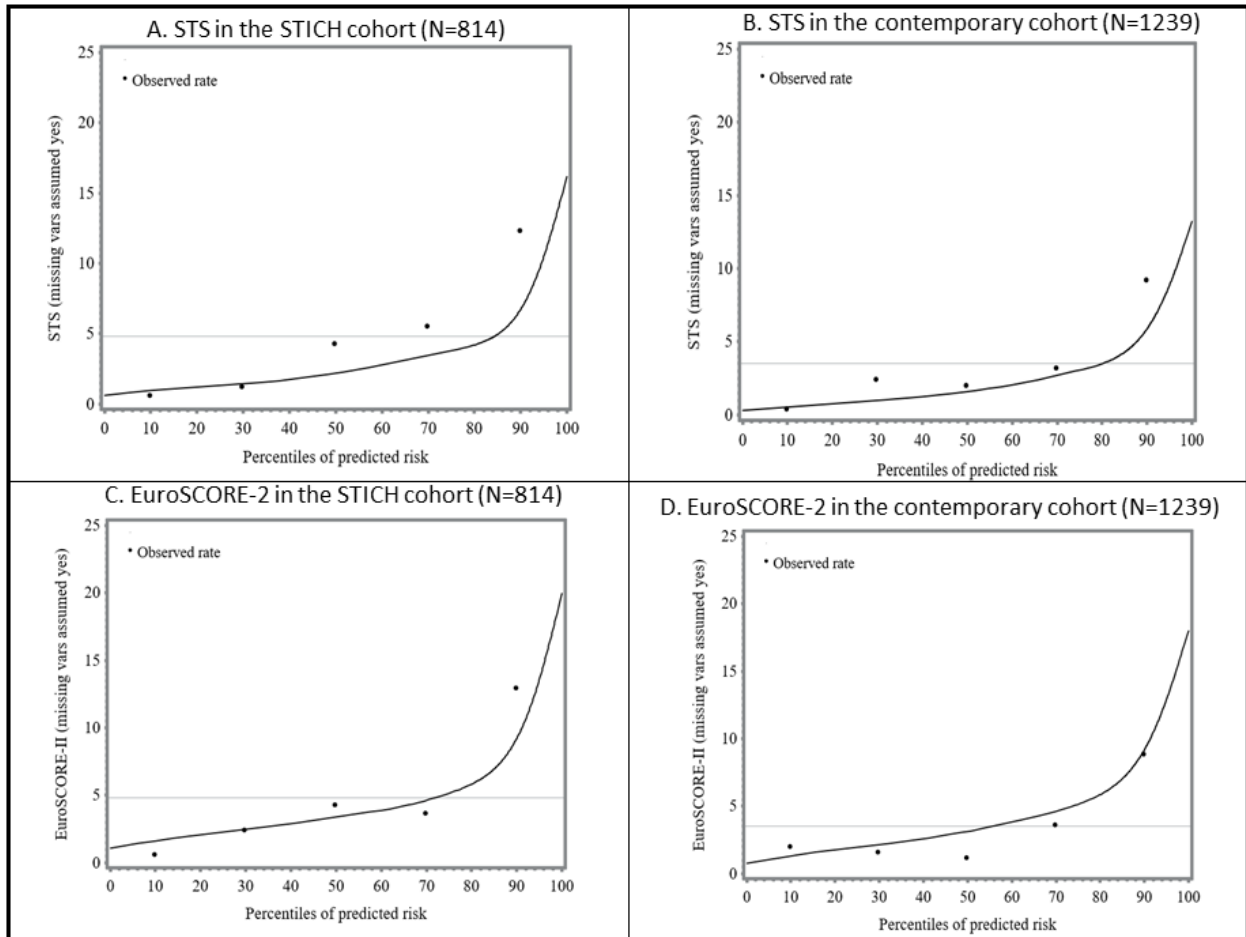 A. STS in the STICH cohort (N=814)
25
• Observed rate
20
15
10
5
0
STS (missing vars assumed yes)
0 10 20 30 40 50 60 70 80 90 100
Percentiles of predicted risk
B. STS in the contemporary cohort (N=1239)
25
• Observed rate
20
15
10
5
0
STS (missing vars assumed yes)
0 10 20 30 40 50 60 70 80 90 100
Percentiles of predicted risk
C. EuroSCORE-2 in the STICH cohort (N=814)
25
• Observed rate
20
15
10
5
0
EuroSCORE-II (missing vars assumed yes)
0 10 20 30 40 50 60 70 80 90 100
Percentiles of predicted risk
D. EuroSCORE-2 in the contemporary cohort (N=1239)
25
• Observed rate
20
15
10
5
0
EuroSCORE-II (missing vars assumed yes)
0 10 20 30 40 50 60 70 80 90 100
Percentiles of predicted risk